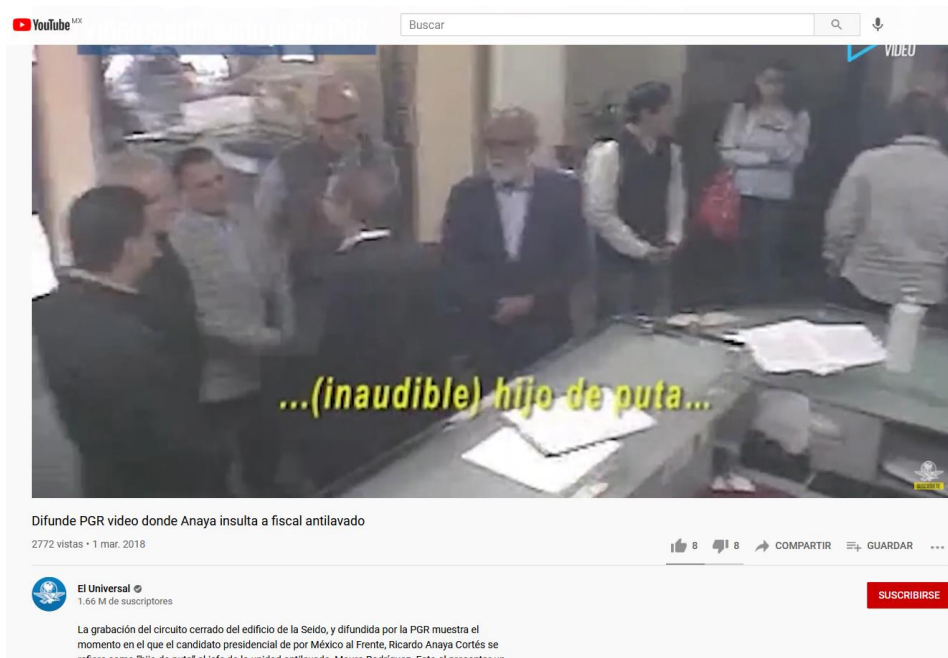 YouTube MX
Buscar
VIDEO
...(inaudible) hijo de puta...
SUSCRÍBETE
Difunde PGR video donde Anaya insulta a fiscal antilavado
2772 vistas • 1 mar. 2018
8
8
COMPARTIR
GUARDAR
El Universal
1.66 M de suscriptores
SUSCRIBIRSE
La grabación del circuito cerrado del edificio de la Seido, y difundida por la PGR muestra el
momento en el que el candidato presidencial de por México al Frente, Ricardo Anaya Cortés se